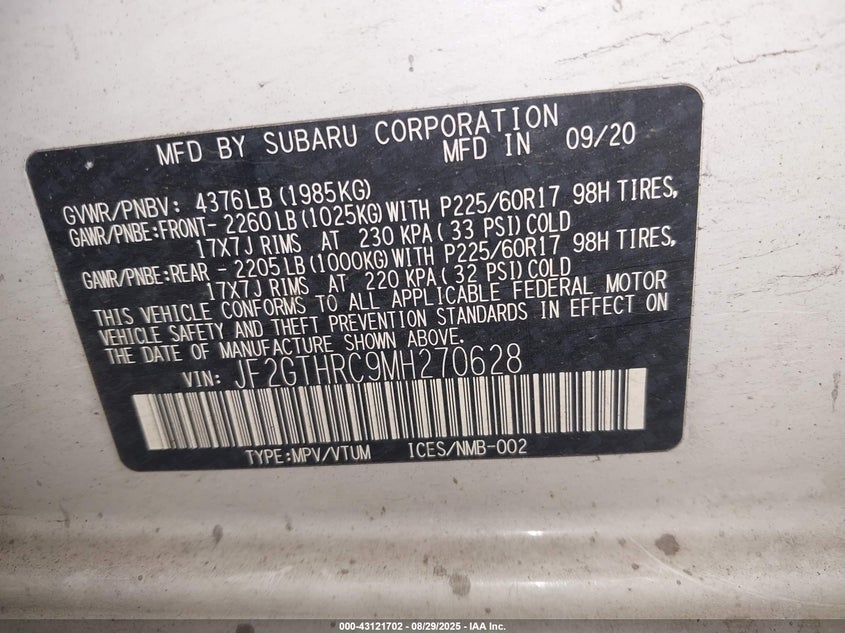 MFD BY SUBARU CORPORATION
MFD IN 09/20
GVWR/PNBV: 4376LB(1985KG)
GAWR/PNBE:FRONT- 2260LB(1025KG)WITH P225/60R17 98H TIRES,
17X7J RIMS AT 230 KPA(33 PSI)COLD
GAWR/PNBE:REAR - 2205LB(1000KG)WITH P225/60R17 98H TIRES,
17X7J RIMS AT 220 KPA(32 PSI)COLD
THIS VEHICLE CONFORMS TO ALL APPLICABLE FEDERAL MOTOR
VEHICLE SAFETY AND THEFT PREVENTION STANDARDS IN EFFECT ON
THE DATE OF MANUFACTURE SHOWN ABOVE.
VIN: JF2GTHRC9MH270628
TYPE:MPV/VTUM ICES/NMB-002
000-43121702 - 08/29/2025 - IAA Inc.